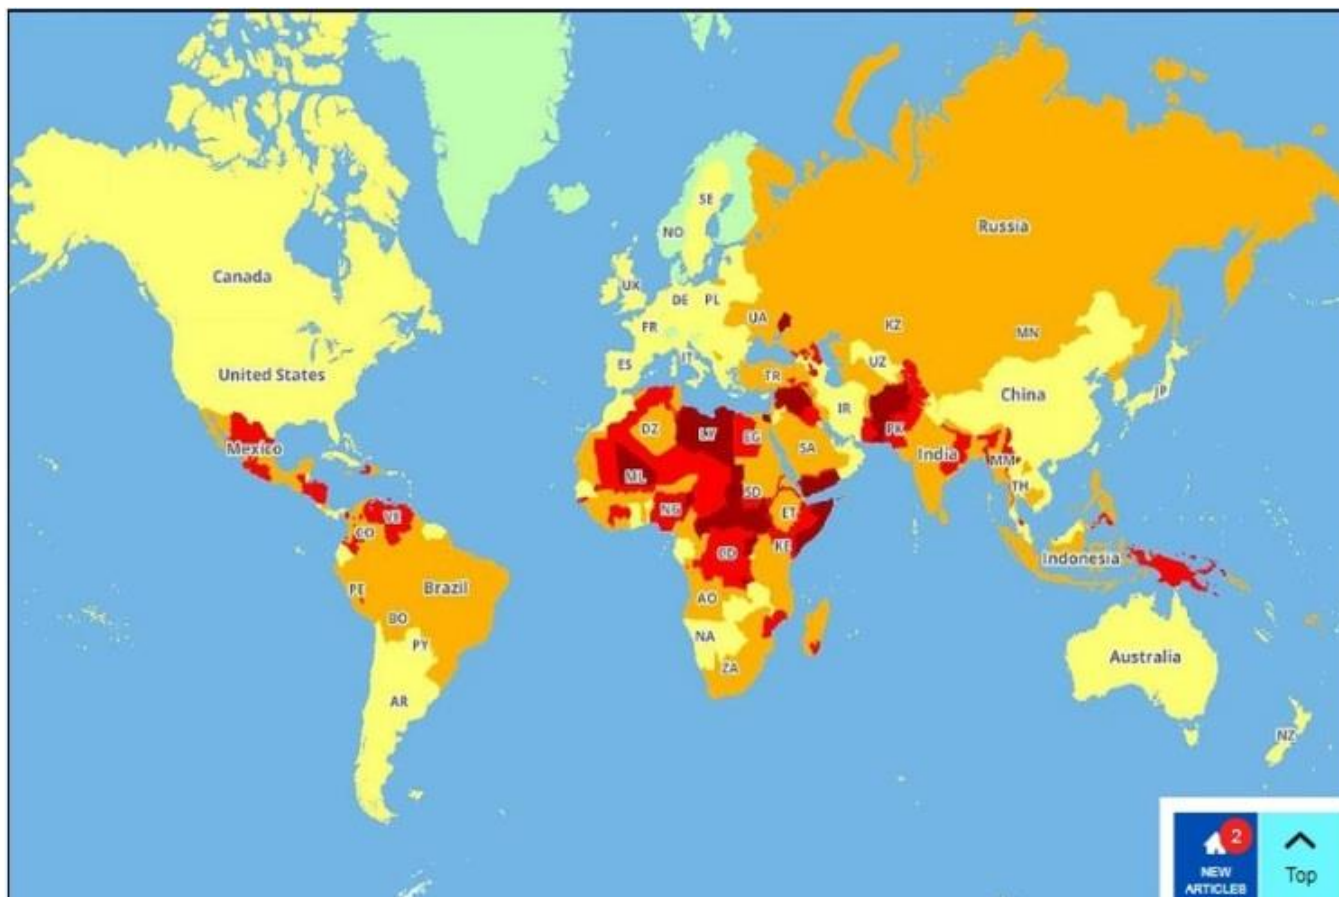 SE
NO
Russia
Canada
UK
DE
PL
FR
UA
KZ
MN
ES
IT
UZ
United States
TR
IR
China
JP
Mexico
DZ
LY
EG
SA
PK
India
MM
TH
ML
SD
NG
ET
VE
CO
CD
KE
Indonesia
PE
Brazil
AO
BO
PY
NA
ZA
Australia
AR
NZ
2
NEW
ARTICLES
Top